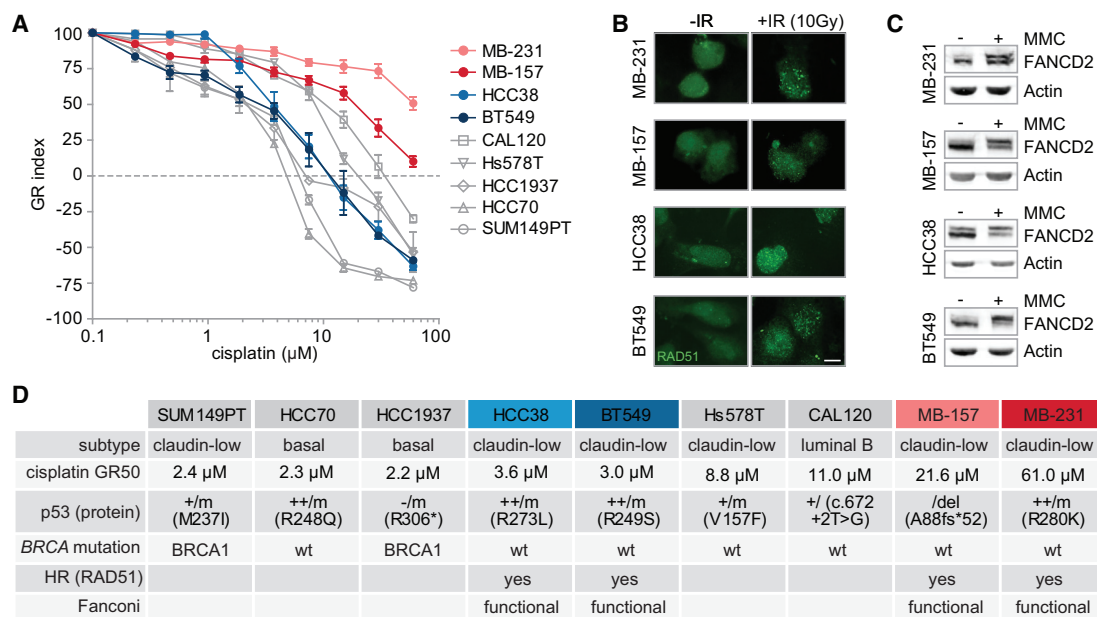 A
GR index
100
75
50
25
0
-25
-50
-75
-100
0.1
1
10
100
cisplatin (µM)
MB-231
MB-157
HCC38
BT549
CAL120
Hs578T
HCC1937
HCC70
SUM149PT
B
-IR +IR (10Gy)
MB-231
MB-157
HCC38
BT549
RAD51
C
- + MMC
MB-231
FANCD2
Actin
- + MMC
MB-157
FANCD2
Actin
- + MMC
HCC38
FANCD2
Actin
- + MMC
BT549
FANCD2
Actin
D
SUM149PT HCC70 HCC1937 HCC38 BT549 Hs578T CAL120 MB-157 MB-231
subtype claudin-low basal basal claudin-low claudin-low claudin-low luminal B claudin-low claudin-low
cisplatin GR50 2.4 µM 2.3 µM 2.2 µM 3.6 µM 3.0 µM 8.8 µM 11.0 µM 21.6 µM 61.0 µM
p53 (protein) +/m ++/m -/m ++/m ++/m +/m +/ (c.672 /del ++/m
(M237I) (R248Q) (R306*) (R273L) (R249S) (V157F) +2T>G) (A88fs*52) (R280K)
BRCA mutation BRCA1 wt BRCA1 wt wt wt wt wt wt
HR (RAD51) yes yes yes yes
Fanconi functional functional functional functional